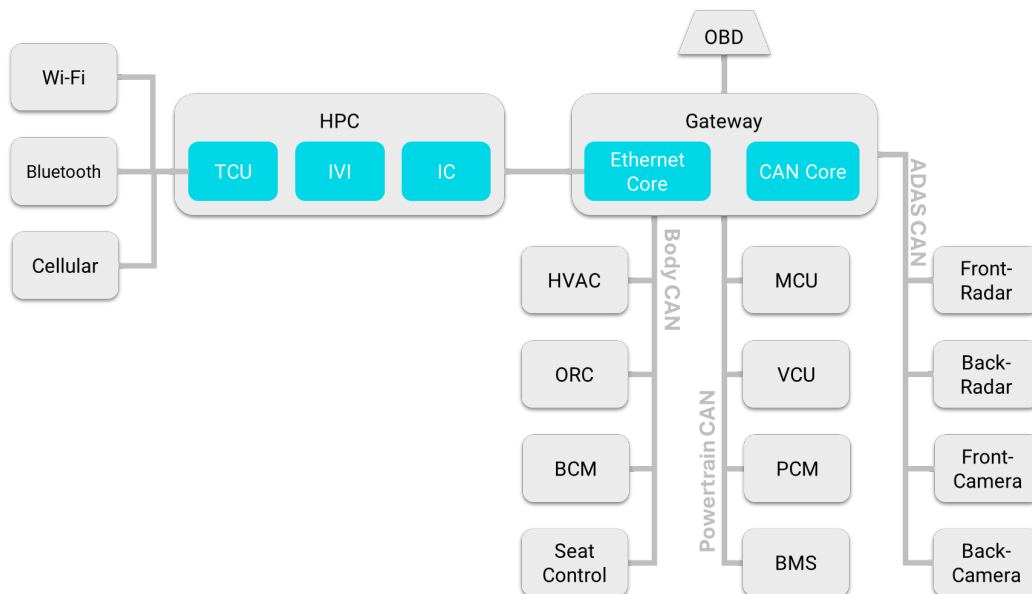 OBD
Wi-Fi
Bluetooth
Cellular
HPC
TCU
IVI
IC
Gateway
Ethernet
Core
CAN Core
Body CAN
HVAC
ORC
BCM
Seat
Control
Powertrain CAN
MCU
VCU
PCM
BMS
ADAS CAN
Front-
Radar
Back-
Radar
Front-
Camera
Back-
Camera